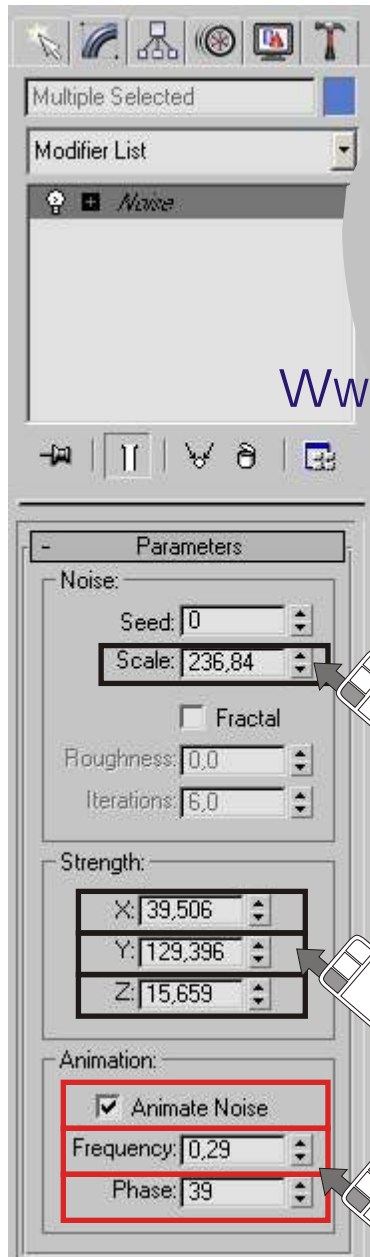 Multiple Selected
Modifier List
Noise
Ww
- Parameters
Noise:
Seed: 0
Scale: 236,84
Fractal
Roughness: 0,0
Iterations: 6,0
Strength:
X: 39,506
Y: 129,396
Z: 15,659
Animation:
Animate Noise
Frequency: 0,29
Phase: 39